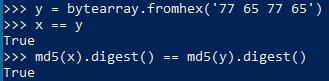 >>> y = bytearray.fromhex('77 65 77 65')
>>> x == y
True
>>> md5(x).digest() == md5(y).digest()
True